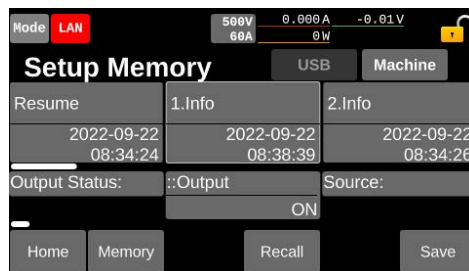 Mode LAN 500V 60A 0.000A -0.01V 0W
Setup Memory USB Machine
Resume 1.Info 2.Info
2022-09-22 2022-09-22 2022-09-22
08:34:24 08:38:39 08:34:26
Output Status: ::Output Source:
ON
Home Memory Recall Save